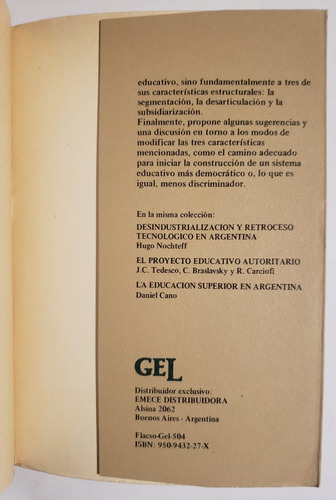 educativo, sino fundamentalmente a tres de
sus características estructurales: la
segmentación, la desarticulación y la
subsidiarización.
Finalmente, propone algunas sugerencias y
una discusión en torno a los modos de
modificar las tres características
mencionadas, como el camino adecuado
para iniciar la construcción de un sistema
educativo más democrático o, lo que es
igual, menos discriminador.
En la misma colección:
DESINDUSTRIALIZACION Y RETROCESO
TECNOLOGICO EN ARGENTINA
Hugo Nochteff
EL PROYECTO EDUCATIVO AUTORITARIO
J.C. Tedesco, C. Braslavsky y R. Carciofi
LA EDUCACION SUPERIOR EN ARGENTINA
Daniel Cano
GEL
Distribuidor exclusivo:
EMECE DISTRIBUIDORA
Alsina 2062
Buenos Aires - Argentina
Flacso-Gel-504
ISBN: 950-9432-27-X